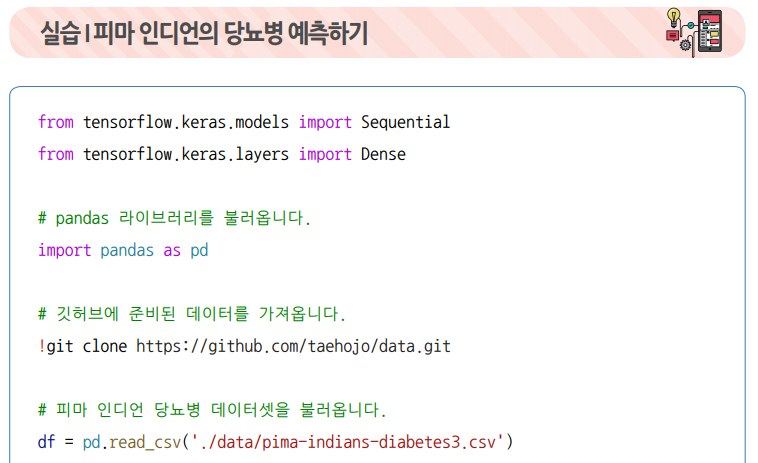 실습 I 피마 인디언의 당뇨병 예측하기
from tensorflow.keras.models import Sequential
from tensorflow.keras.layers import Dense
# pandas 라이브러리를 불러옵니다.
import pandas as pd
# 깃허브에 준비된 데이터를 가져옵니다.
!git clone https://github.com/taehojo/data.git
# 피마 인디언 당뇨병 데이터셋을 불러옵니다.
df = pd.read_csv('./data/pima-indians-diabetes3.csv')